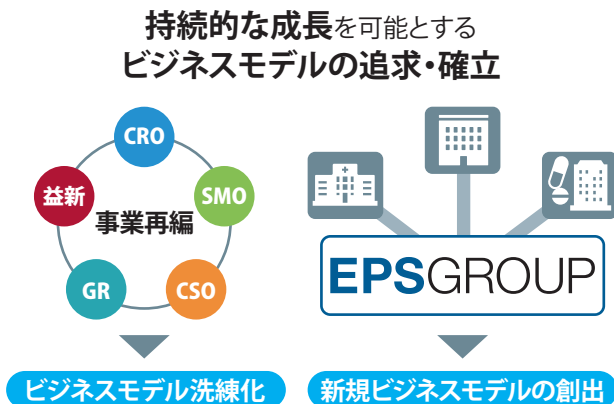 持続的な成長を可能とする
ビジネスモデルの追求・確立
CRO
益新
SMO
事業再編
GR
CSO
EPSGROUP
ビジネスモデル洗練化
新規ビジネスモデルの創出